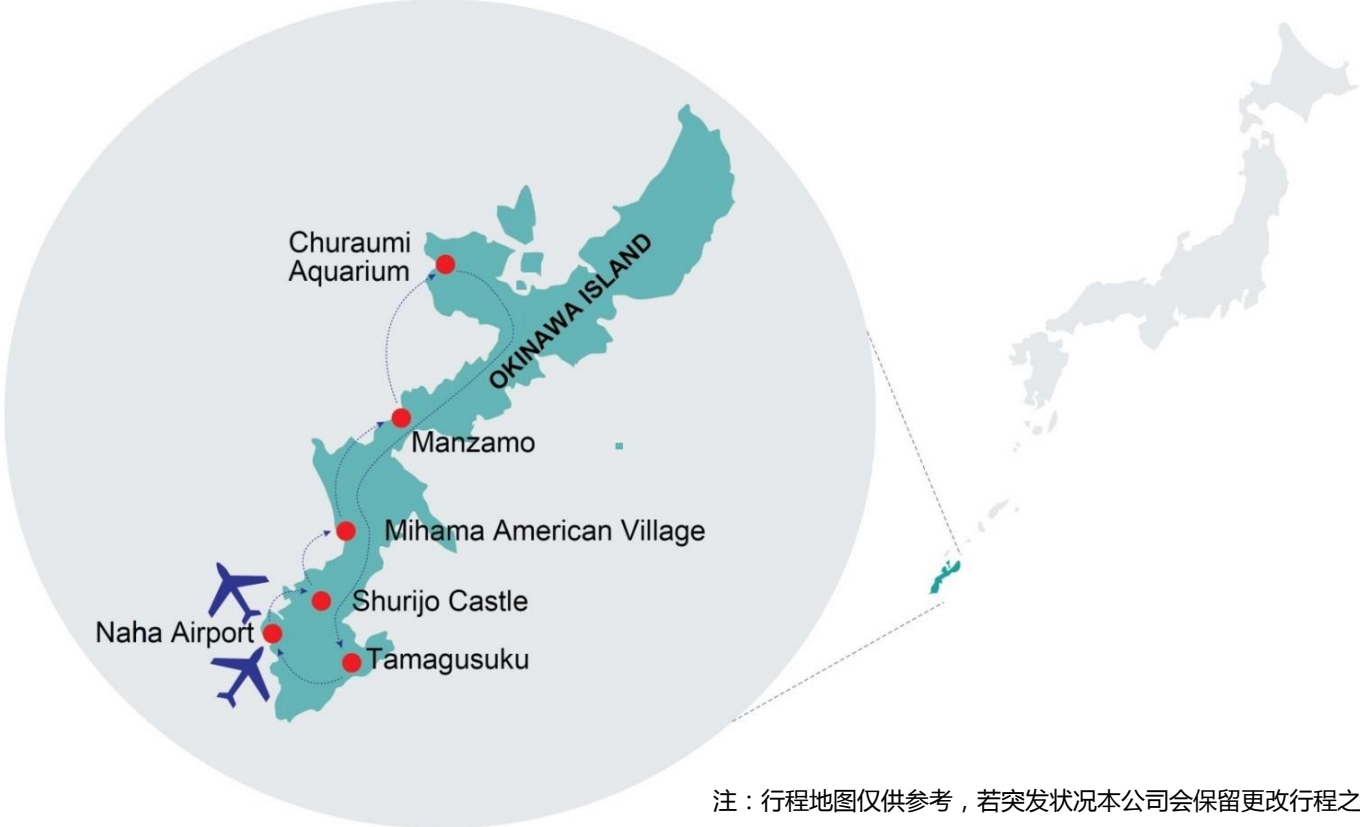 Churaumi
Aquarium
OKINAWA ISLAND
Manzamo
Mihama American Village
Shurijo Castle
Naha Airport
Tamagusuku
注：行程地图仅供参考，若突发状况本公司会保留更改行程之